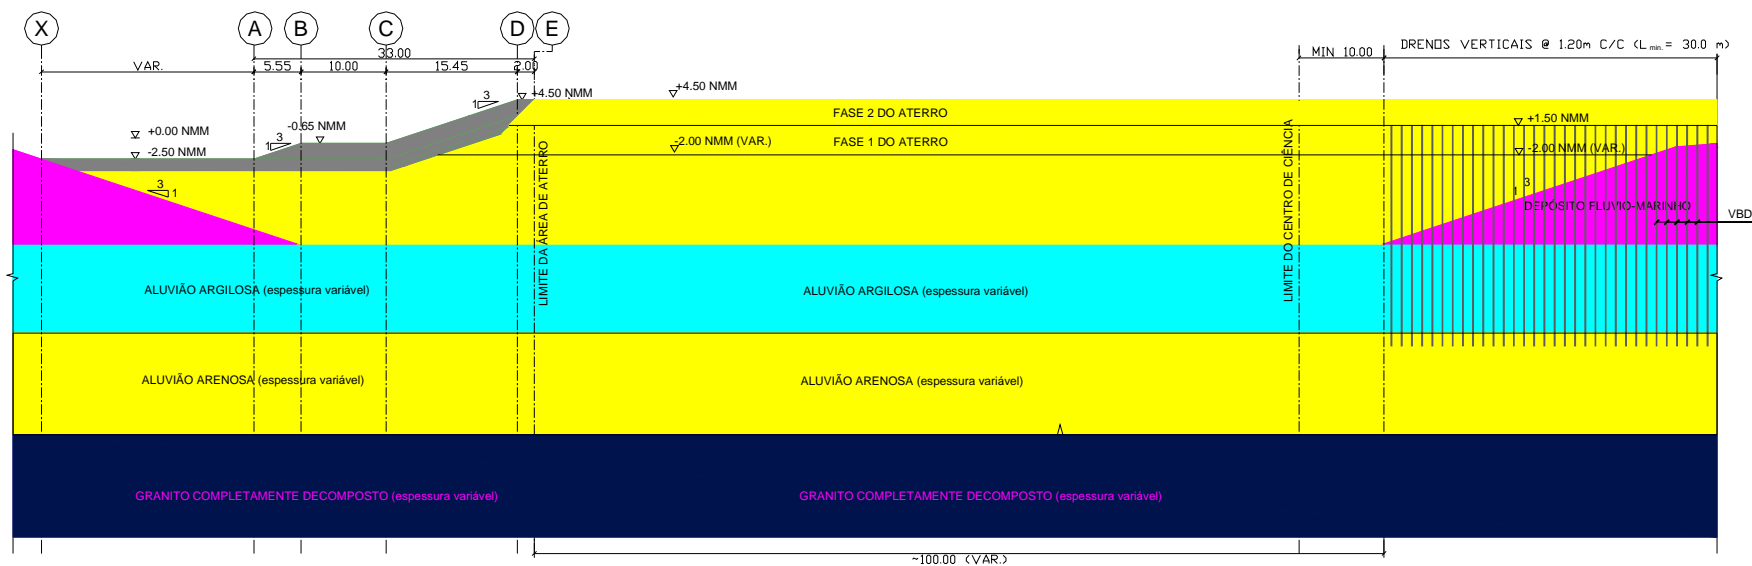 X
A
B
C
D
E
33.00
VAR.
5.55
10.00
15.45
2.00
MIN 10.00
DRENOS VERTICAIS @ 1.20m C/C (L min. = 30.0 m)
3
1
+4.50 NMM
+4.50 NMM
FASE 2 DO ATERRO
+1.50 NMM
+0.00 NMM
-0.65 NMM
3
1
-2.00 NMM (VAR.)
FASE 1 DO ATERRO
-2.00 NMM (VAR.)
-2.50 NMM
3
1
3
1
DEPÓSITO FLUVIO-MARINHO
VBD
LIMITE DA ÁREA DE ATERRO
LIMITE DO CENTRO DE CIÊNCIA
ALUVIÃO ARGILOSA (espessura variável)
ALUVIÃO ARGILOSA (espessura variável)
ALUVIÃO ARENOSA (espessura variável)
ALUVIÃO ARENOSA (espessura variável)
GRANITO COMPLETAMENTE DECOMPOSTO (espessura variável)
GRANITO COMPLETAMENTE DECOMPOSTO (espessura variável)
~100.00 (VAR.)